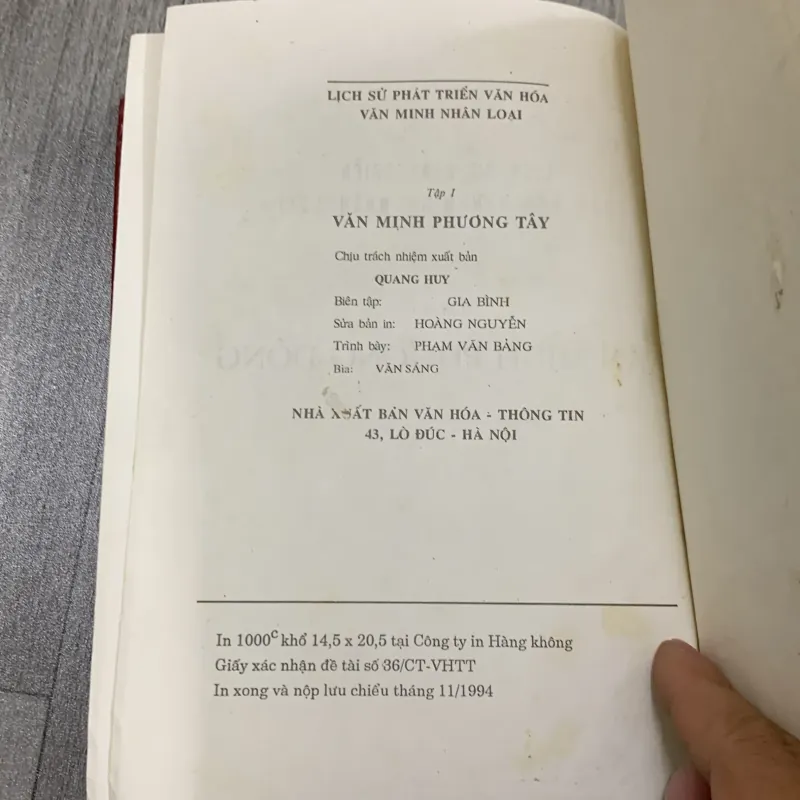 LỊCH SỬ PHÁT TRIỂN VĂN HÓA
VĂN MINH NHÂN LOẠI
Tập 1
VĂN MINH PHƯƠNG TÂY
Chịu trách nhiệm xuất bản
QUANG HUY
Biên tập: GIA BÌNH
Sửa bản in: HOÀNG NGUYỄN
Trình bày: PHẠM VĂN BẢNG
Bìa: VĂN SÁNG
NHÀ XUẤT BẢN VĂN HÓA - THÔNG TIN
43, LÒ ĐÚC - HÀ NỘI
In 1000c khổ 14,5 x 20,5 tại Công ty in Hàng không
Giấy xác nhận đề tài số 36/CT-VHTT
In xong và nộp lưu chiểu tháng 11/1994